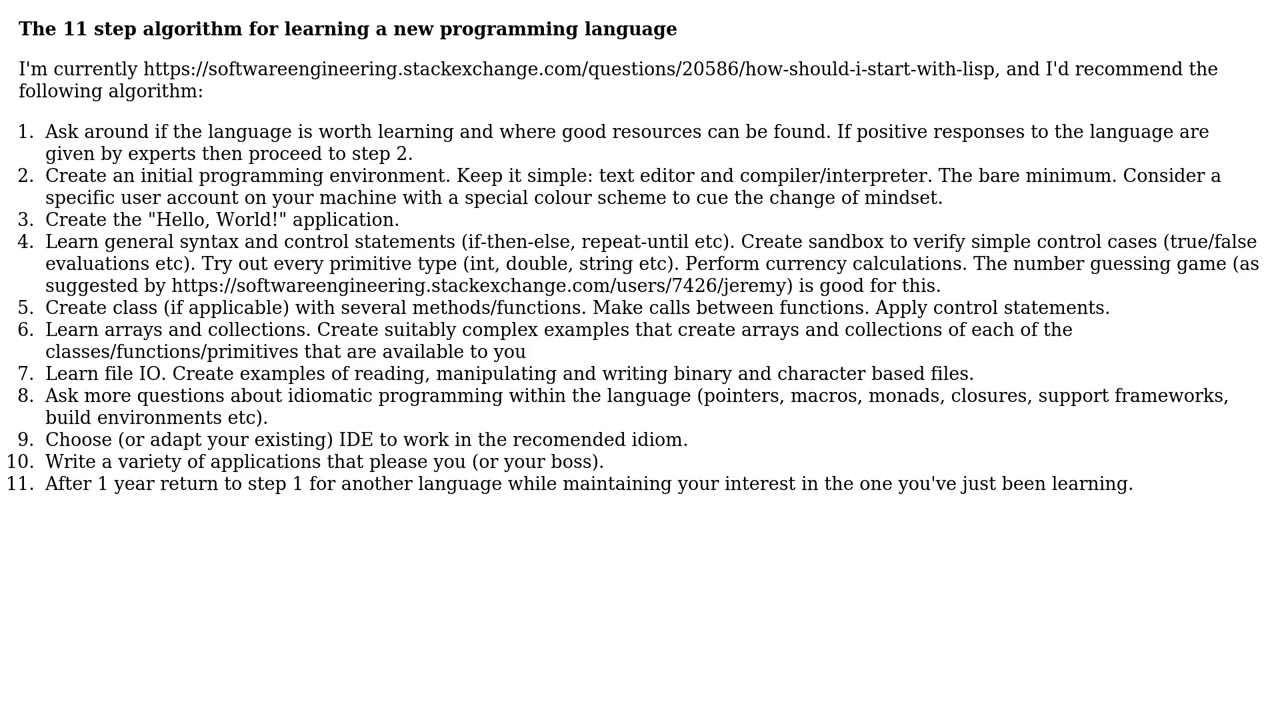 The 11 step algorithm for learning a new programming language
I'm currently https://softwareengineering.stackexchange.com/questions/20586/how-should-i-start-with-lisp, and I'd recommend the
following algorithm:
1. Ask around if the language is worth learning and where good resources can be found. If positive responses to the language are
given by experts then proceed to step 2.
2. Create an initial programming environment. Keep it simple: text editor and compiler/interpreter. The bare minimum. Consider a
specific user account on your machine with a special colour scheme to cue the change of mindset.
3. Create the "Hello, World!" application.
4. Learn general syntax and control statements (if-then-else, repeat-until etc). Create sandbox to verify simple control cases (true/false
evaluations etc). Try out every primitive type (int, double, string etc). Perform currency calculations. The number guessing game (as
suggested by https://softwareengineering.stackexchange.com/users/7426/jeremy) is good for this.
5. Create class (if applicable) with several methods/functions. Make calls between functions. Apply control statements.
6. Learn arrays and collections. Create suitably complex examples that create arrays and collections of each of the
classes/functions/primitives that are available to you
7. Learn file IO. Create examples of reading, manipulating and writing binary and character based files.
8. Ask more questions about idiomatic programming within the language (pointers, macros, monads, closures, support frameworks,
build environments etc).
9. Choose (or adapt your existing) IDE to work in the recomended idiom.
10. Write a variety of applications that please you (or your boss).
11. After 1 year return to step 1 for another language while maintaining your interest in the one you've just been learning.